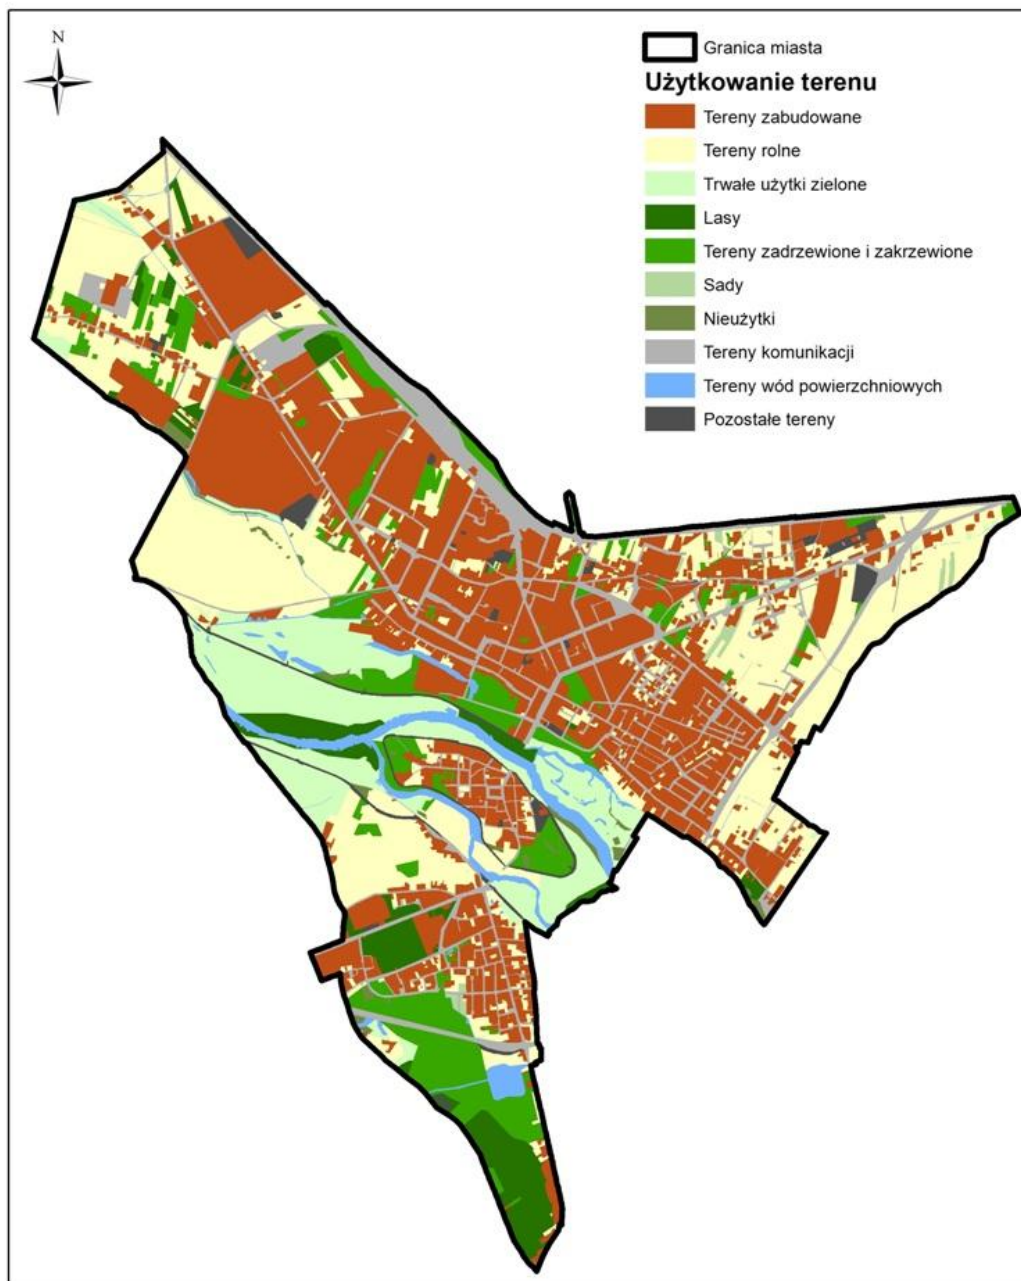 N
Granica miasta
Użytkowanie terenu
Tereny zabudowane
Tereny rolne
Trwałe użytki zielone
Lasy
Tereny zadrzewione i zakrzewione
Sady
Nieużytki
Tereny komunikacji
Tereny wód powierzchniowych
Pozostałe tereny